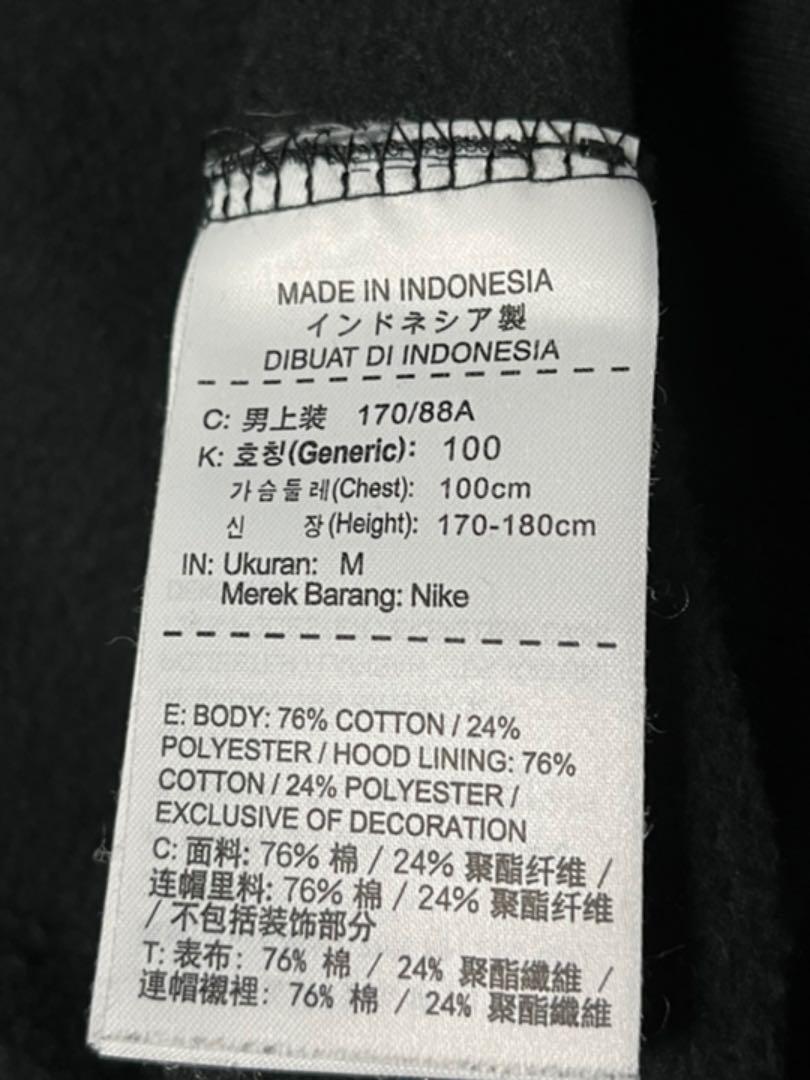 MADE IN INDONESIA
インドネシア製
DIBUAT DI INDONESIA
C: 男上装 170/88A
K: 호칭(Generic): 100
가슴둘레(Chest): 100cm
신 장(Height): 170-180cm
IN: Ukuran: M
Merek Barang: Nike
E: BODY: 76% COTTON / 24%
POLYESTER / HOOD LINING: 76%
COTTON / 24% POLYESTER /
EXCLUSIVE OF DECORATION
C: 面料: 76% 棉 / 24% 聚酯纤维 /
连帽里料: 76% 棉 / 24% 聚酯纤维
/ 不包括装饰部分
T: 表布: 76% 棉 / 24% 聚酯纖維 /
連帽襯裡: 76% 棉 / 24% 聚酯纖維